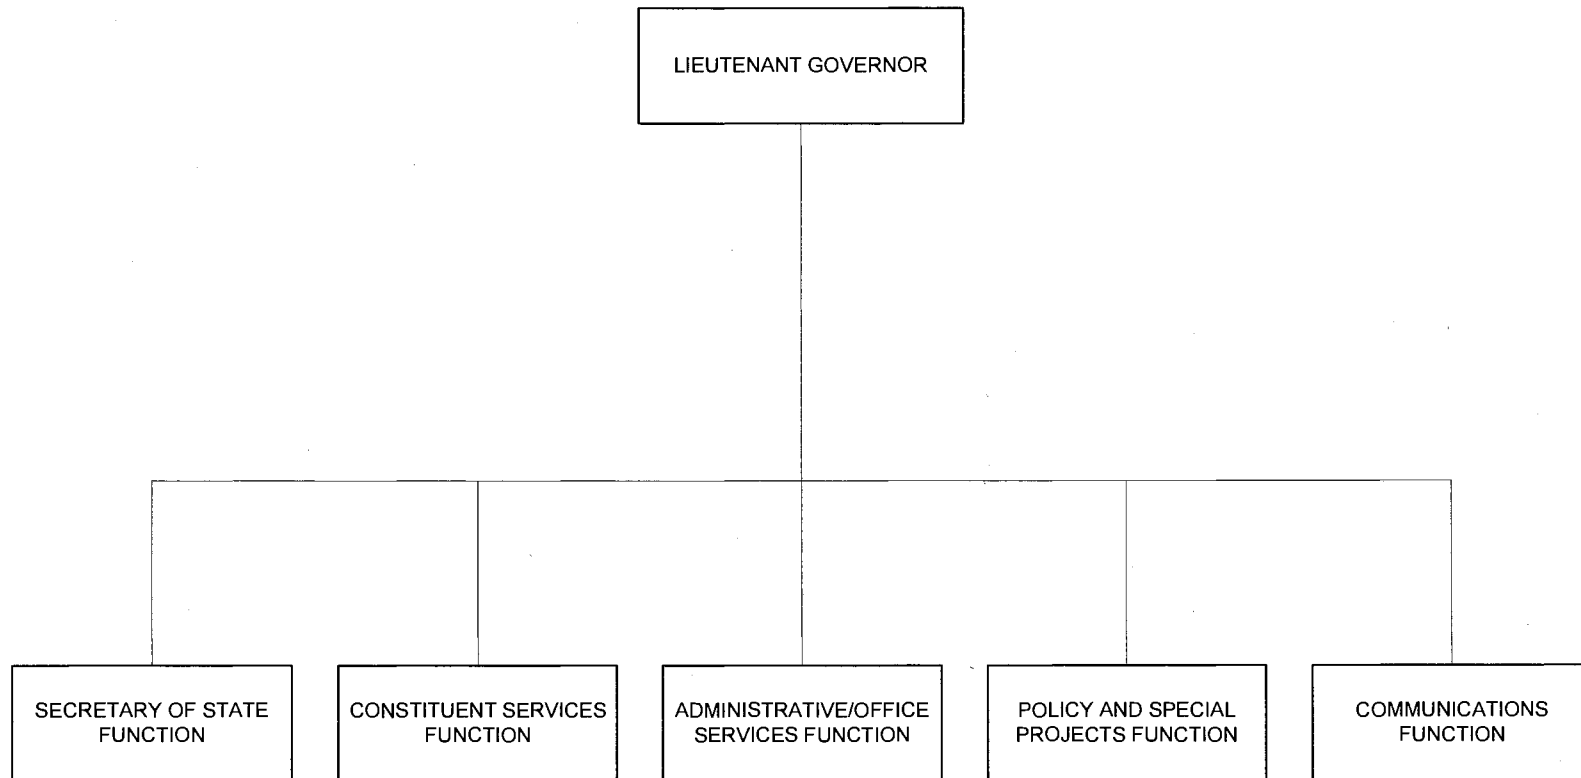 LIEUTENANT GOVERNOR
SECRETARY OF STATE
FUNCTION
CONSTITUENT SERVICES
FUNCTION
ADMINISTRATIVE/OFFICE
SERVICES FUNCTION
POLICY AND SPECIAL
PROJECTS FUNCTION
COMMUNICATIONS
FUNCTION